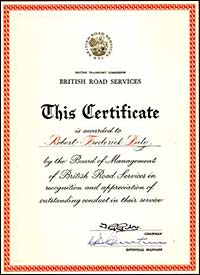 BRITISH TRANSPORT COMMISSION
BRITISH ROAD SERVICES
This Certificate
is awarded to
Robert Frederick
by the Board of Management
of British Road Services in
recognition and appreciation of
outstanding conduct in their service
CHAIRMAN
DIVISIONAL MANAGER